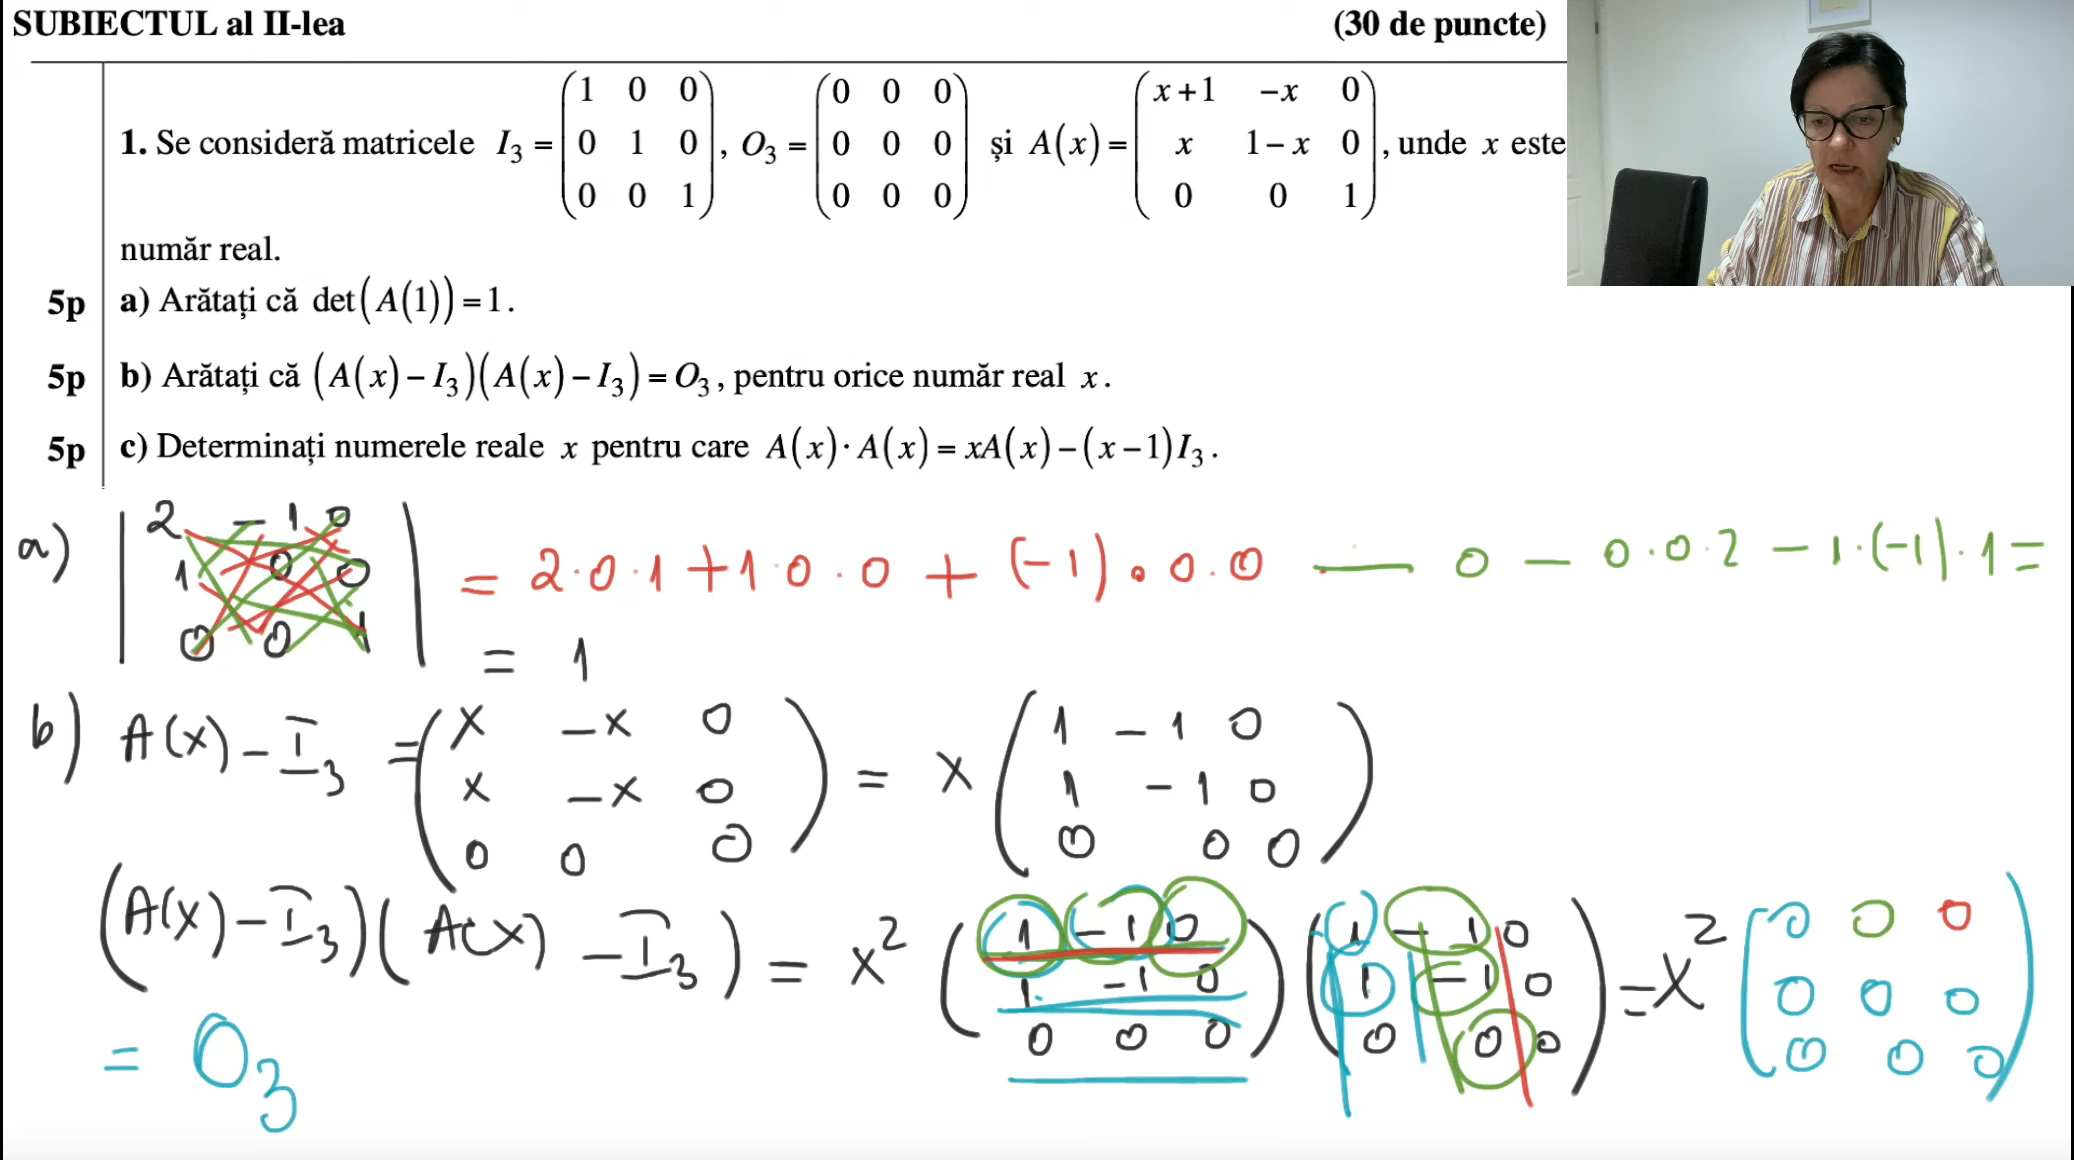 SUBIECTUL al II-lea (30 de puncte)
1. Se consideră matricele I₃ = (1 0 0; 0 1 0; 0 0 1), O₃ = (0 0 0; 0 0 0; 0 0 0) și A(x) = (x+1 −x 0; x 1−x 0; 0 0 1), unde x este
număr real.
5p a) Arătați că det(A(1)) = 1.
5p b) Arătați că (A(x) − I₃)(A(x) − I₃) = O₃, pentru orice număr real x.
5p c) Determinați numerele reale x pentru care A(x)·A(x) = xA(x) − (x−1)I₃.
a) |2 −1 0; 1 0 0; 0 0 1| = 2·0·1 + 1·0·0 + (−1)·0·0 − 0 − 0·0·2 − 1·(−1)·1 =
= 1
b) A(x) − I₃ = (x −x 0; x −x 0; 0 0 0) = x (1 −1 0; 1 −1 0; 0 0 0)
(A(x) − I₃)(A(x) − I₃) = x² (1 −1 0; 1 −1 0; 0 0 0)(1 −1 0; 1 −1 0; 0 0 0) = x² (0 0 0; 0 0 0; 0 0 0)
= O₃